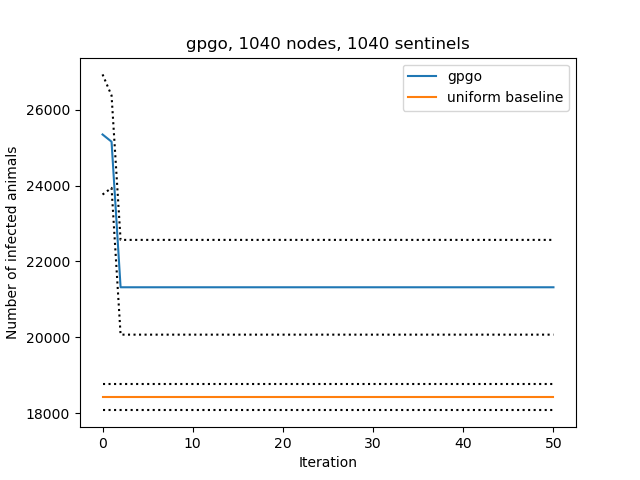 gpgo, 1040 nodes, 1040 sentinels
gpgo
uniform baseline
Number of infected animals
26000
24000
22000
20000
18000
0 10 20 30 40 50
Iteration